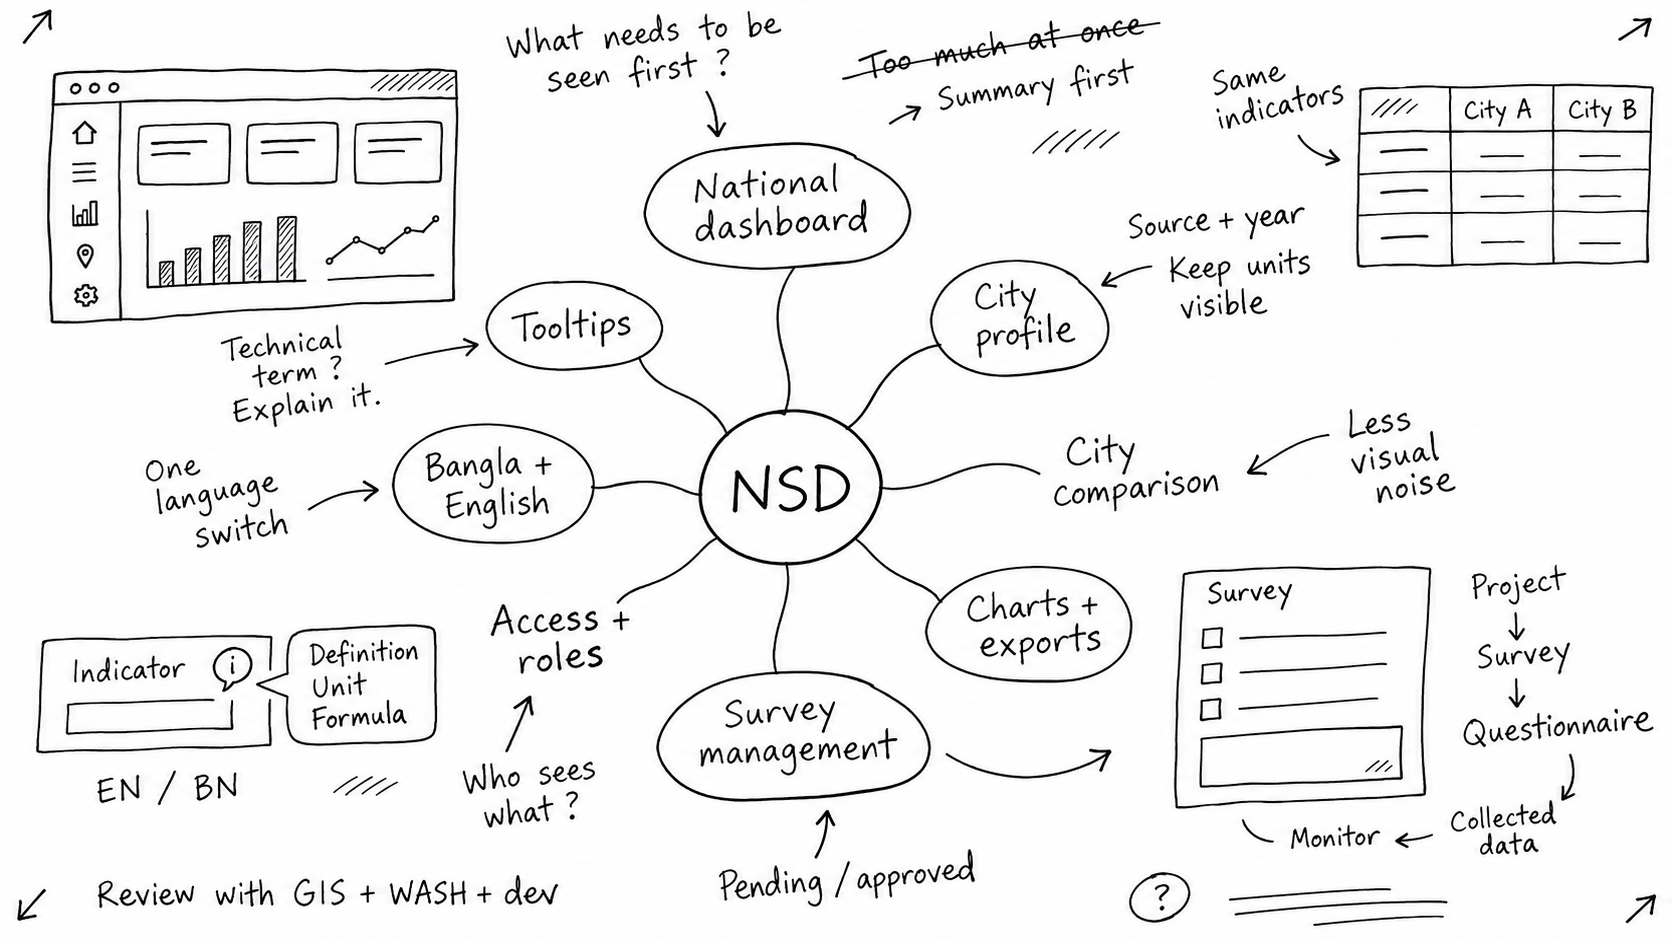 What needs to be
seen first ?
Too much at once
→ Summary first
Same
indicators
City A
City B
National
dashboard
Source + year
Keep units
visible
City
profile
Tooltips
Technical
term ?
Explain it.
Bangla +
English
One
language
switch
NSD
City
comparison
Less
visual
noise
Access +
roles
Who sees
what ?
Charts +
exports
Survey
management
Pending / approved
Indicator
i
Definition
Unit
Formula
EN / BN
Survey
Project
↓
Survey
↓
Questionnaire
Collected
data
Monitor ←
Review with GIS + WASH + dev
?